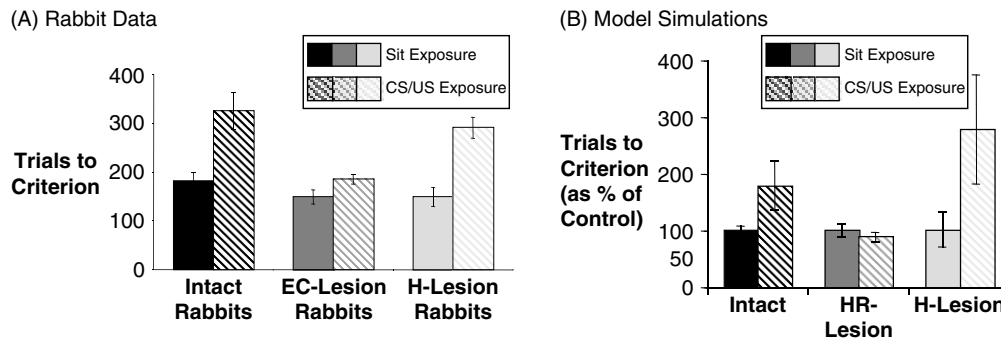 (A) Rabbit Data
Sit Exposure
CS/US Exposure
400
300
200
100
0
Trials to
Criterion
Intact
Rabbits
EC-Lesion
Rabbits
H-Lesion
Rabbits
(B) Model Simulations
Sit Exposure
CS/US Exposure
400
300
200
100
50
0
Trials to
Criterion
(as % of
Control)
Intact
HR-
Lesion
H-Lesion